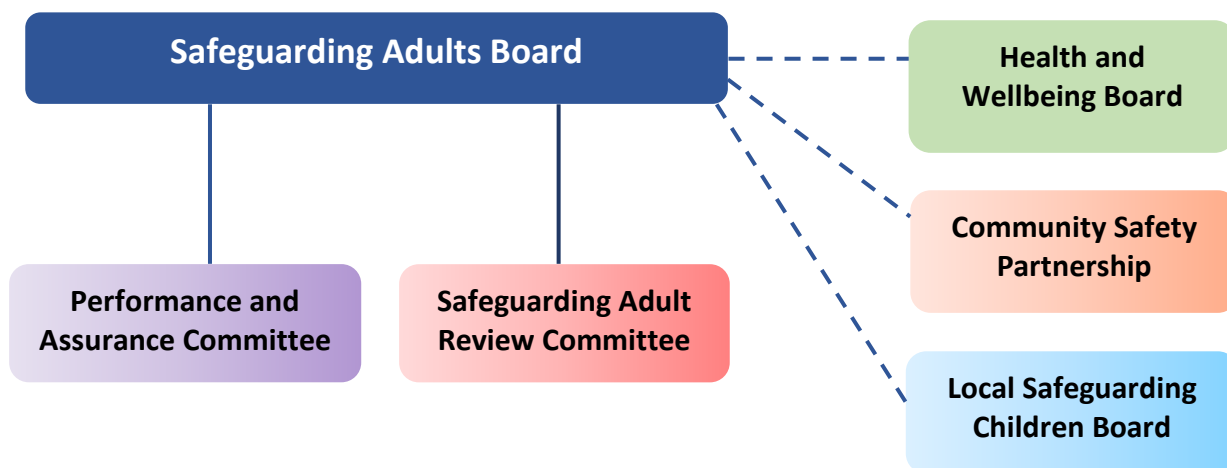 Safeguarding Adults Board
Health and
Wellbeing Board
Community Safety
Partnership
Performance and
Assurance Committee
Safeguarding Adult
Review Committee
Local Safeguarding
Children Board